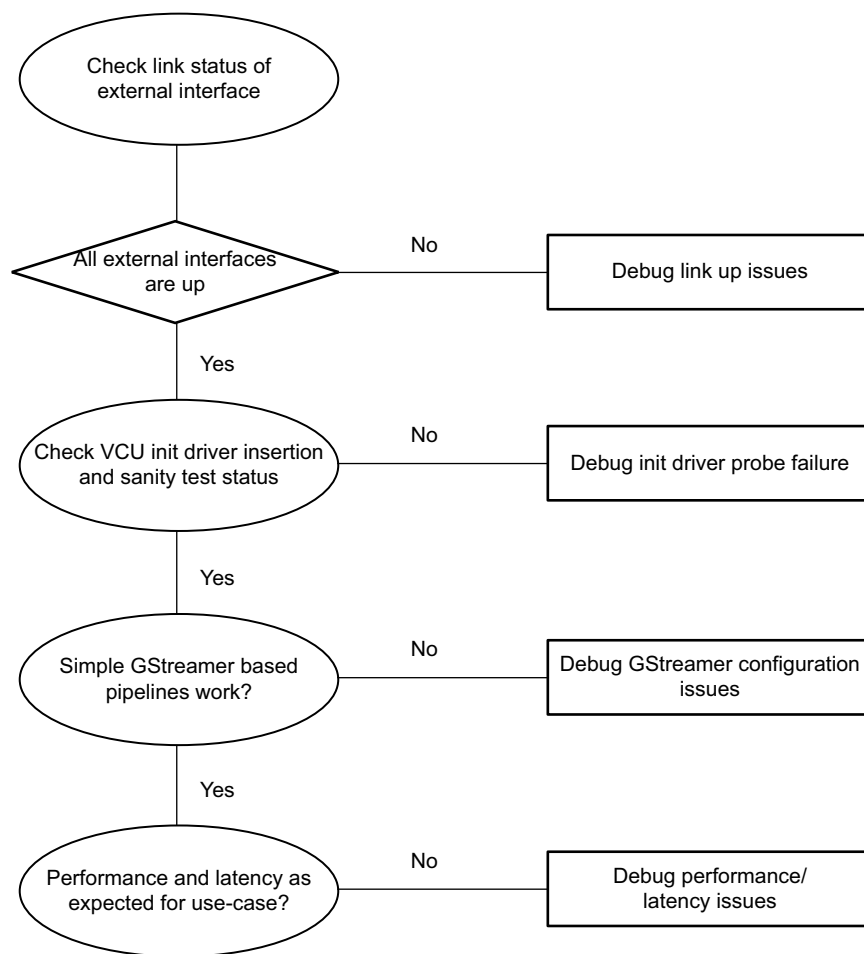 Check link status of
external interface
All external interfaces
are up
No
Debug link up issues
Yes
Check VCU init driver insertion
and sanity test status
No
Debug init driver probe failure
Yes
Simple GStreamer based
pipelines work?
No
Debug GStreamer configuration
issues
Yes
Performance and latency as
expected for use-case?
No
Debug performance/
latency issues